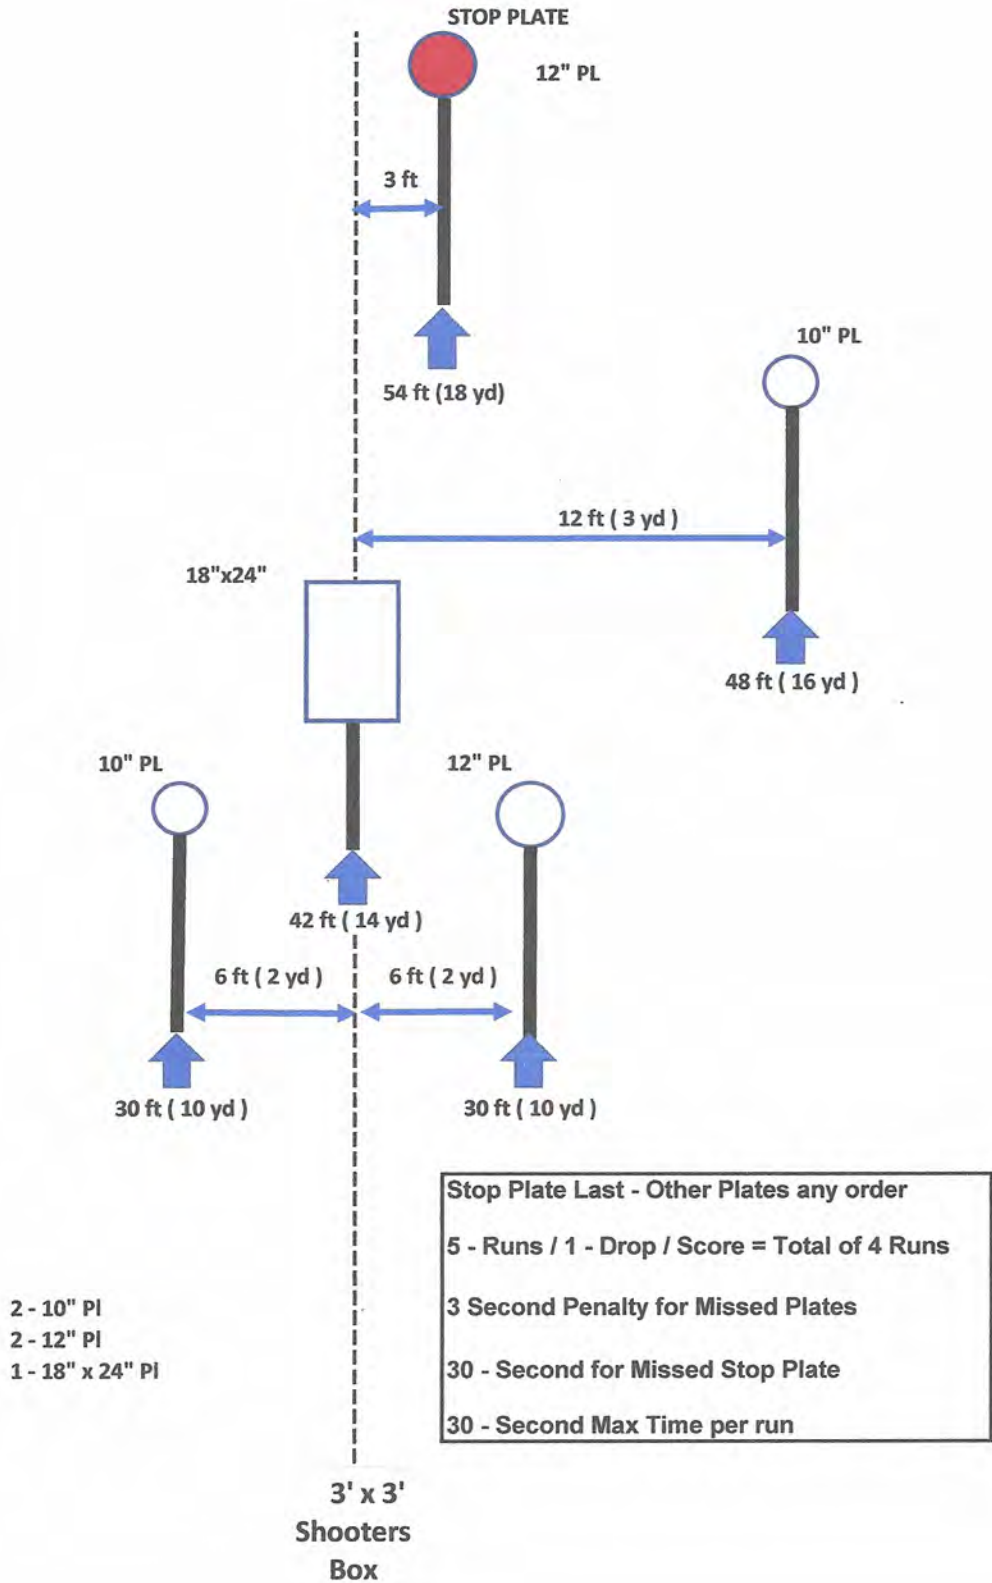 STOP PLATE
12" PL
3 ft
54 ft (18 yd)
10" PL
12 ft ( 3 yd )
18"x24"
48 ft ( 16 yd )
10" PL
12" PL
42 ft ( 14 yd )
6 ft ( 2 yd )
6 ft ( 2 yd )
30 ft ( 10 yd )
30 ft ( 10 yd )
Stop Plate Last - Other Plates any order
5 - Runs / 1 - Drop / Score = Total of 4 Runs
3 Second Penalty for Missed Plates
30 - Second for Missed Stop Plate
30 - Second Max Time per run
2 - 10" Pl
2 - 12" Pl
1 - 18" x 24" Pl
3' x 3'
Shooters
Box